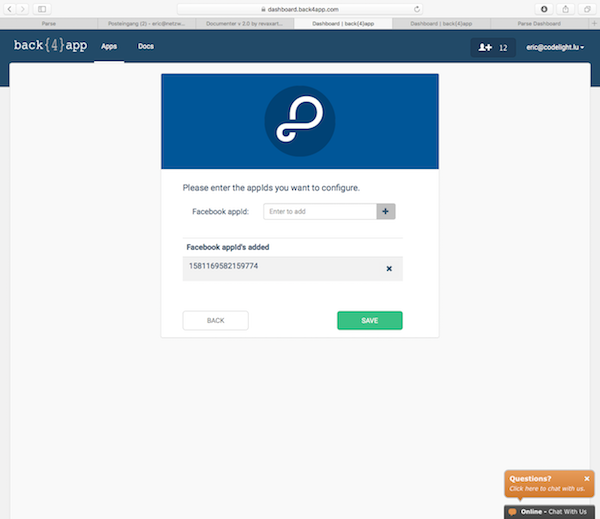 dashboard.back4app.com
Parse
Posteingang (2) - eric@netzw...
Documenter v 2.0 by revaxart...
Dashboard | back{4}app
Dashboard | back{4}app
Parse Dashboard
back{4}app
Apps
Docs
12
eric@codelight.lu
Please enter the appIds you want to configure.
Facebook appId:
Enter to add
+
Facebook appId's added
1581169582159774
BACK
SAVE
Questions?
Click here to chat with us.
Online - Chat With Us